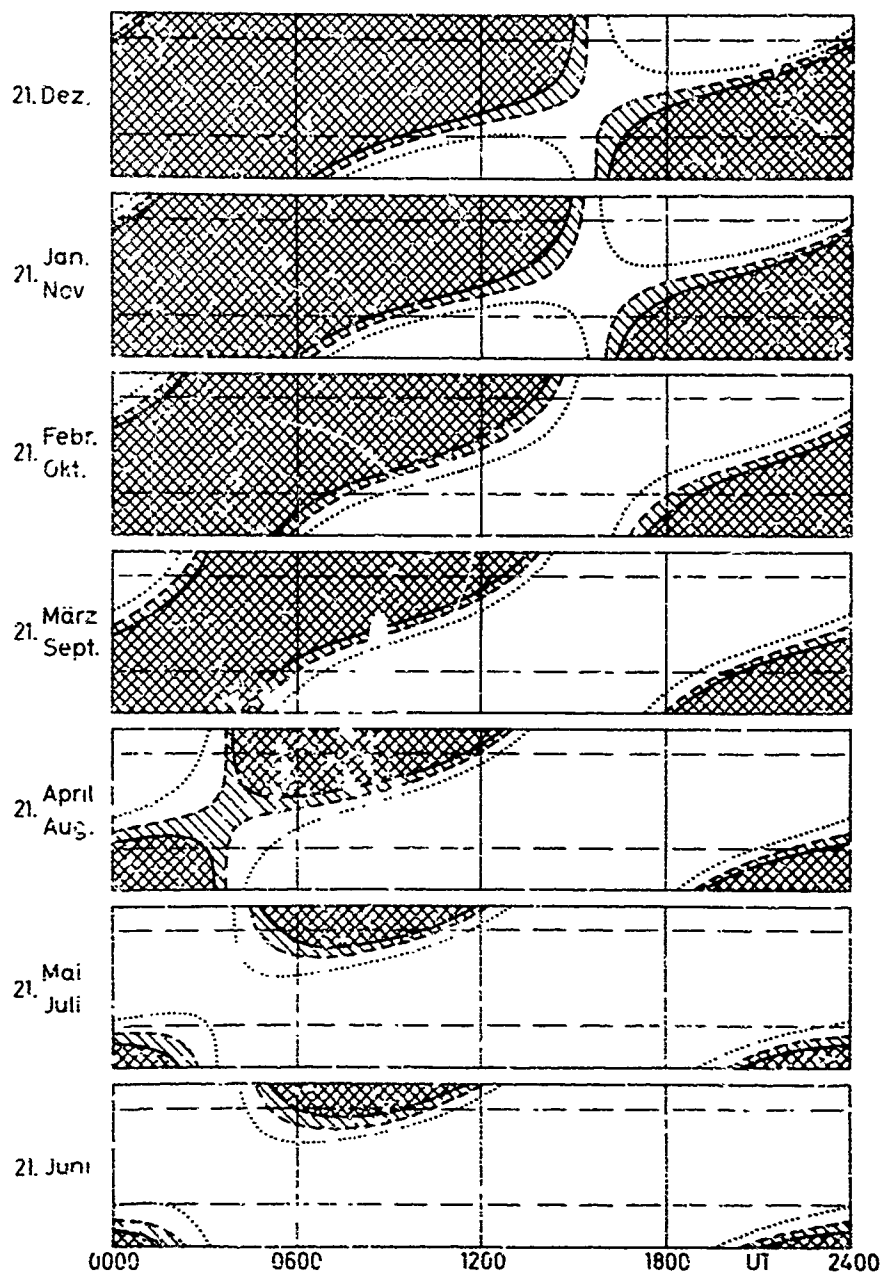 21. Dez.
21. Jan.
Nov
21. Febr.
Okt.
21. März
Sept.
21. April
Aug.
21. Mai
Juli
21. Juni
0000 0600 1200 1800 UT 2400